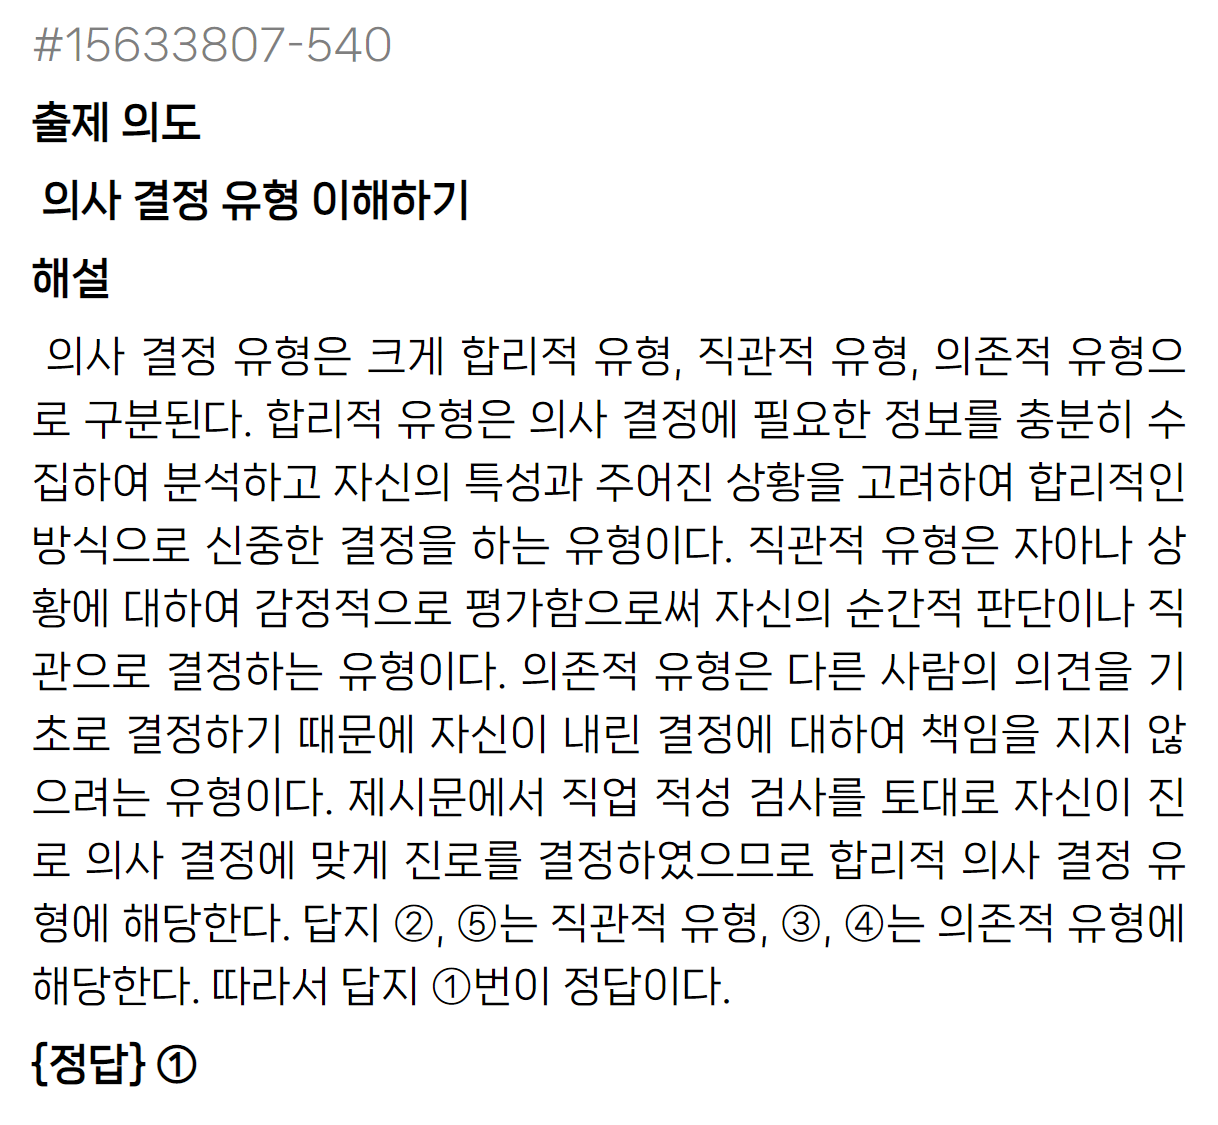 #15633807-540
출제 의도
의사 결정 유형 이해하기
해설
의사 결정 유형은 크게 합리적 유형, 직관적 유형, 의존적 유형으
로 구분된다. 합리적 유형은 의사 결정에 필요한 정보를 충분히 수
집하여 분석하고 자신의 특성과 주어진 상황을 고려하여 합리적인
방식으로 신중한 결정을 하는 유형이다. 직관적 유형은 자아나 상
황에 대하여 감정적으로 평가함으로써 자신의 순간적 판단이나 직
관으로 결정하는 유형이다. 의존적 유형은 다른 사람의 의견을 기
초로 결정하기 때문에 자신이 내린 결정에 대하여 책임을 지지 않
으려는 유형이다. 제시문에서 직업 적성 검사를 토대로 자신이 진
로 의사 결정에 맞게 진로를 결정하였으므로 합리적 의사 결정 유
형에 해당한다. 답지 ②, ⑤는 직관적 유형, ③, ④는 의존적 유형에
해당한다. 따라서 답지 ①번이 정답이다.
{정답} ①